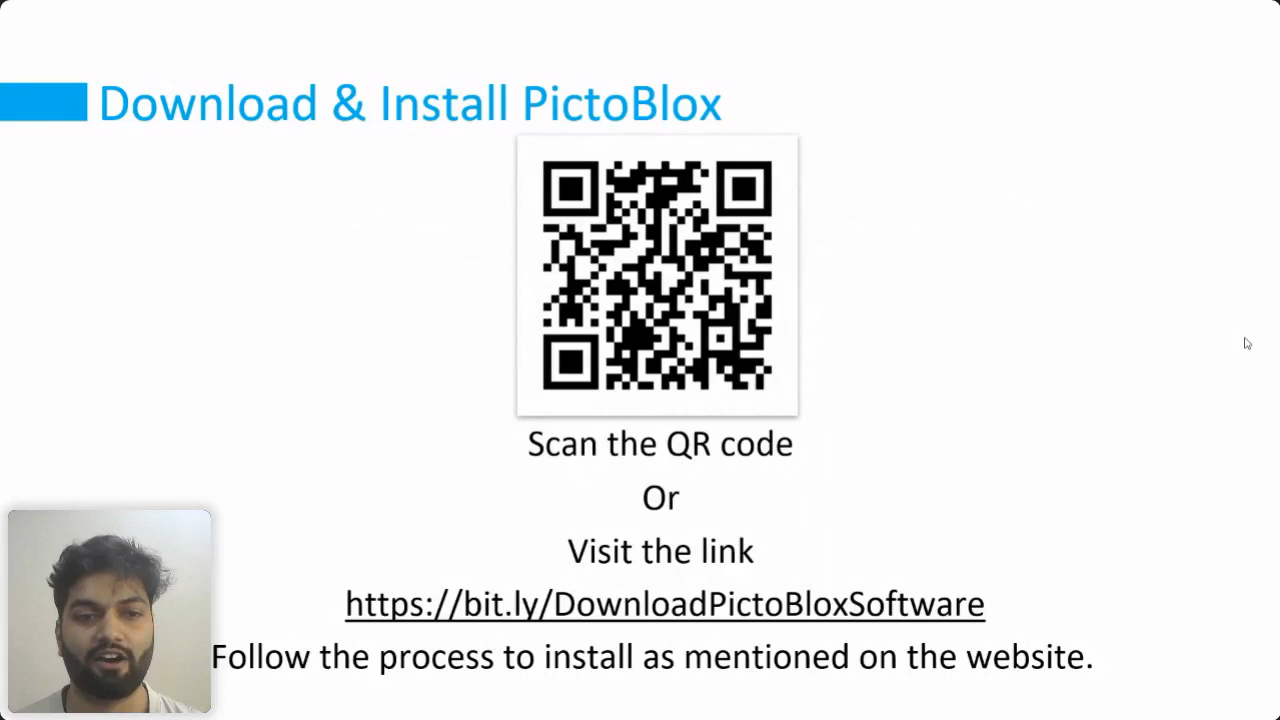 Download & Install PictoBlox
Scan the QR code
Or
Visit the link
https://bit.ly/DownloadPictoBloxSoftware
Follow the process to install as mentioned on the website.